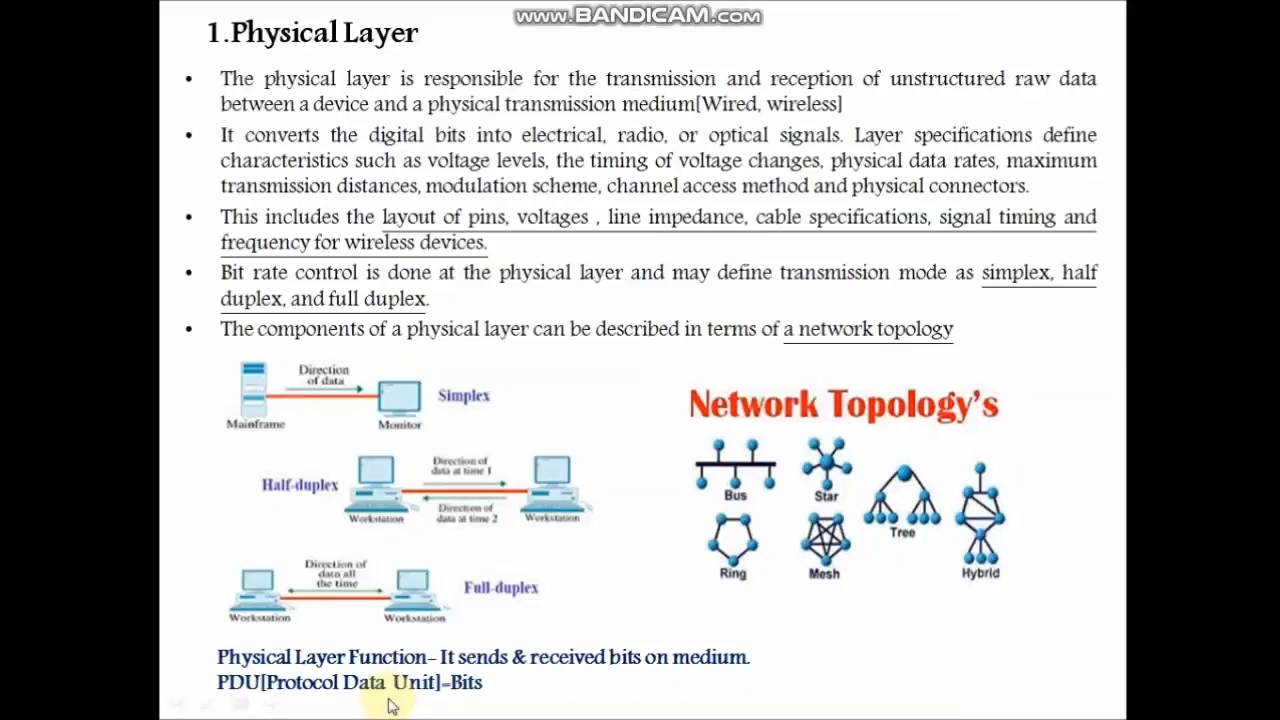 www.BANDICAM.com
1.Physical Layer
• The physical layer is responsible for the transmission and reception of unstructured raw data
between a device and a physical transmission medium[Wired, wireless]
• It converts the digital bits into electrical, radio, or optical signals. Layer specifications define
characteristics such as voltage levels, the timing of voltage changes, physical data rates, maximum
transmission distances, modulation scheme, channel access method and physical connectors.
• This includes the layout of pins, voltages , line impedance, cable specifications, signal timing and
frequency for wireless devices.
• Bit rate control is done at the physical layer and may define transmission mode as simplex, half
duplex, and full duplex.
• The components of a physical layer can be described in terms of a network topology
Direction
of data
Simplex
Mainframe
Monitor
Half-duplex
Direction of
data at time 1
Direction of
data at time 2
Workstation
Workstation
Direction of
data all
the time
Full-duplex
Workstation
Workstation
Network Topology's
Bus
Star
Tree
Ring
Mesh
Hybrid
Physical Layer Function- It sends & received bits on medium.
PDU[Protocol Data Unit]-Bits